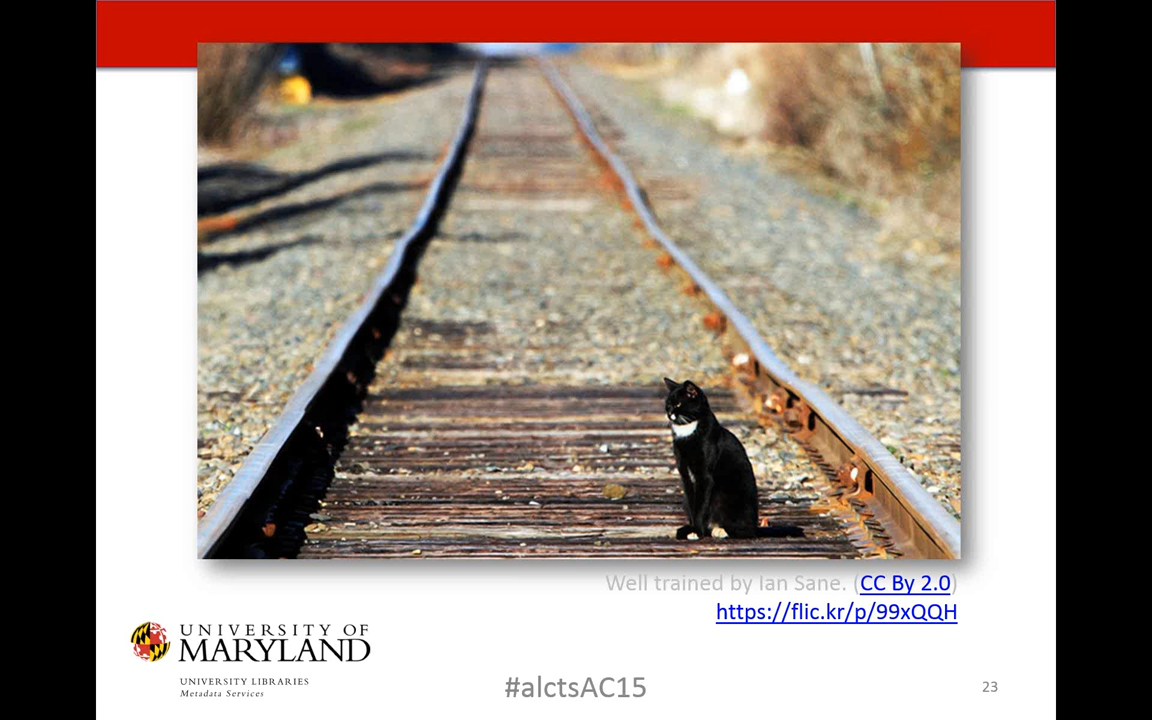 Well trained by Ian Sane. (CC By 2.0)
https://flic.kr/p/99xQQH
UNIVERSITY OF
MARYLAND
UNIVERSITY LIBRARIES
Metadata Services
#alctsAC15
23